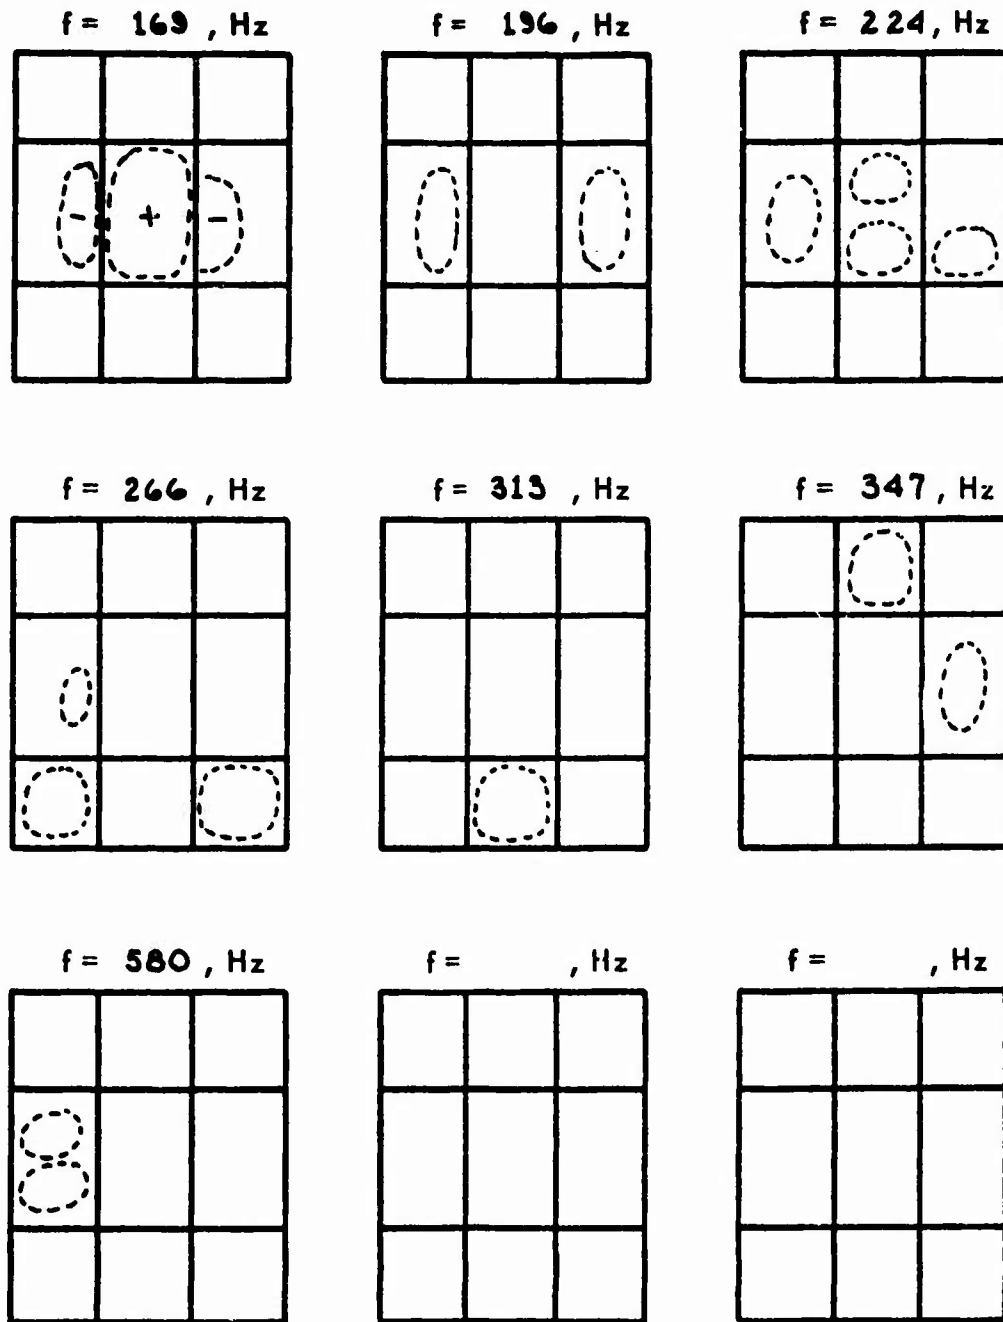 f = 169 , Hz
f = 196 , Hz
f = 224, Hz
- + -
f = 266 , Hz
f = 313 , Hz
f = 347 , Hz
f = 580 , Hz
f = , Hz
f = , Hz